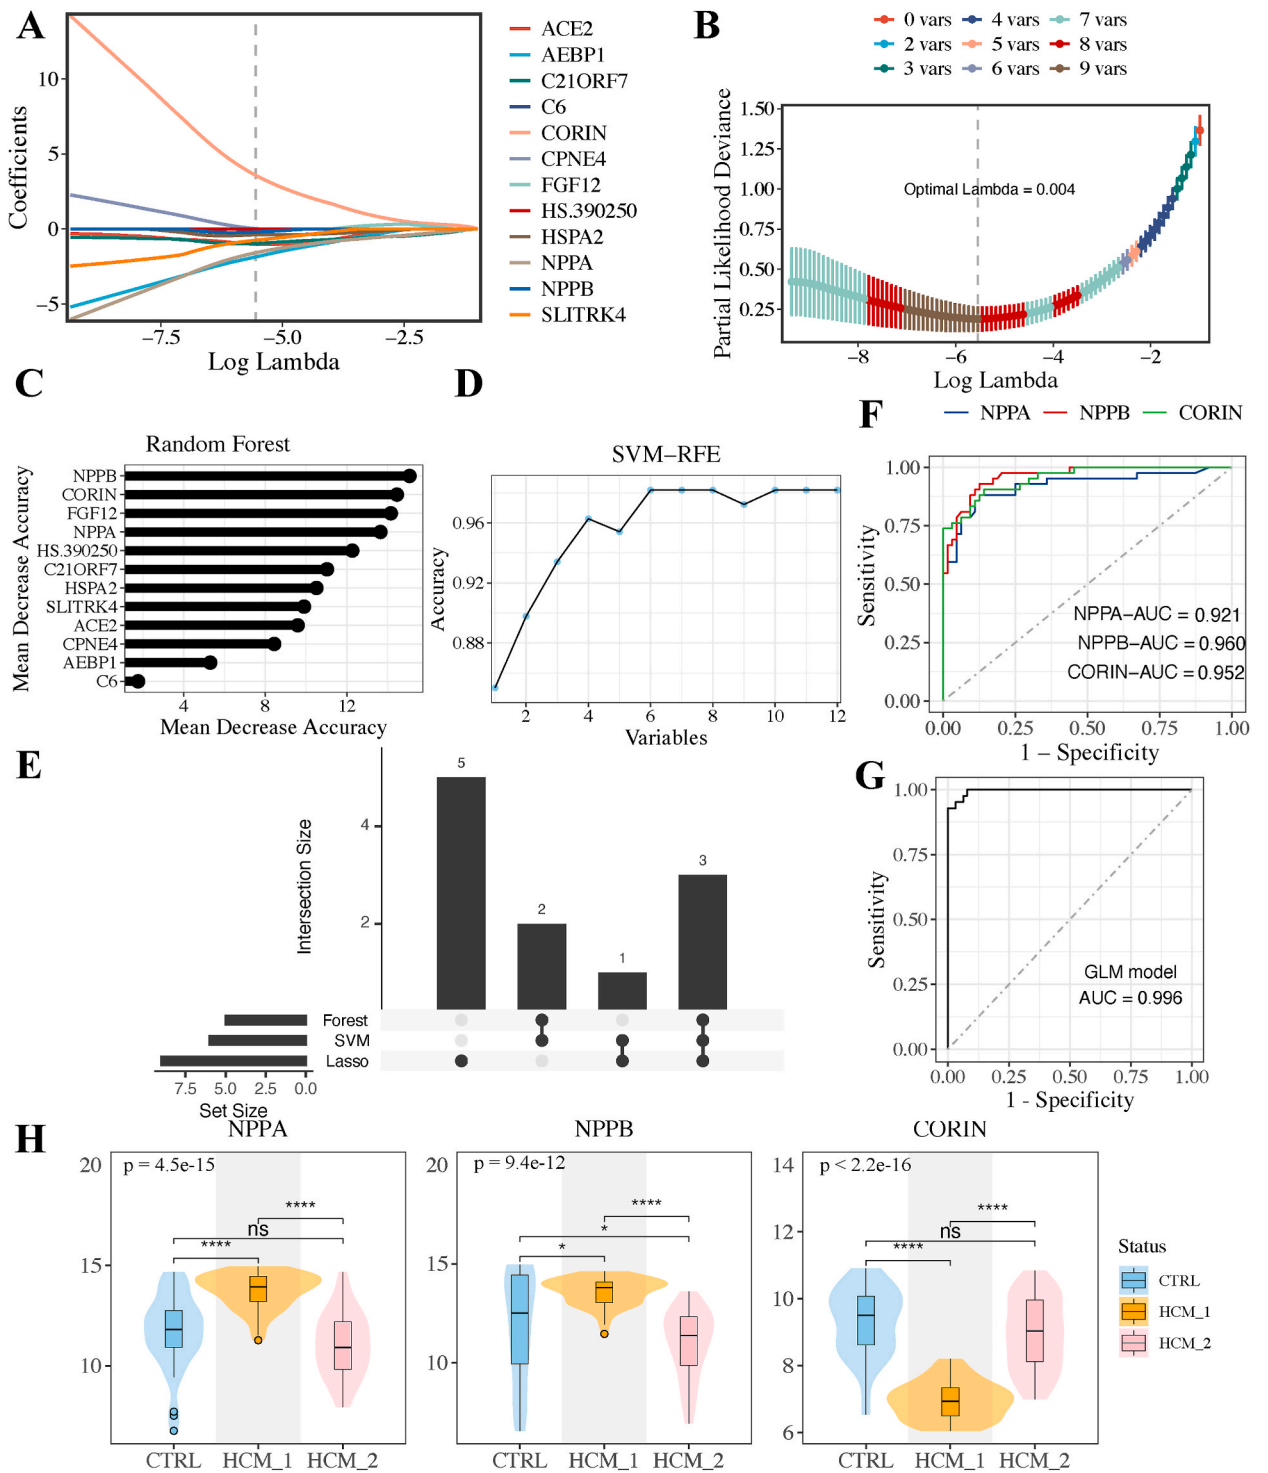 A
Coefficients
10
5
0
−5
−7.5 −5.0 −2.5
Log Lambda
ACE2
AEBP1
C21ORF7
C6
CORIN
CPNE4
FGF12
HS.390250
HSPA2
NPPA
NPPB
SLITRK4
B
0 vars 4 vars 7 vars
2 vars 5 vars 8 vars
3 vars 6 vars 9 vars
Partial Likelihood Deviance
1.50
1.25
1.00
0.75
0.50
0.25
Optimal Lambda = 0.004
−8 −6 −4 −2
Log Lambda
C
Random Forest
Mean Decrease Accuracy
NPPB
CORIN
FGF12
NPPA
HS.390250
C21ORF7
HSPA2
SLITRK4
ACE2
CPNE4
AEBP1
C6
4 8 12
Mean Decrease Accuracy
D
SVM−RFE
Accuracy
0.96
0.92
0.88
2 4 6 8 10 12
Variables
F
NPPA NPPB CORIN
Sensitivity
1.00
0.75
0.50
0.25
0.00
NPPA−AUC = 0.921
NPPB−AUC = 0.960
CORIN−AUC = 0.952
0.00 0.25 0.50 0.75 1.00
1 − Specificity
E
Intersection Size
4
2
5
2
1
3
Forest
SVM
Lasso
7.5 5.0 2.5 0.0
Set Size
G
Sensitivity
1.00
0.75
0.50
0.25
0.00
GLM model
AUC = 0.996
0.00 0.25 0.50 0.75 1.00
1 - Specificity
H
NPPA
20
15
10
p = 4.5e-15
****
ns
****
CTRL HCM_1 HCM_2
NPPB
20
15
10
p = 9.4e-12
****
*
*
CTRL HCM_1 HCM_2
CORIN
14
12
10
8
6
p < 2.2e-16
****
ns
****
CTRL HCM_1 HCM_2
Status
CTRL
HCM_1
HCM_2